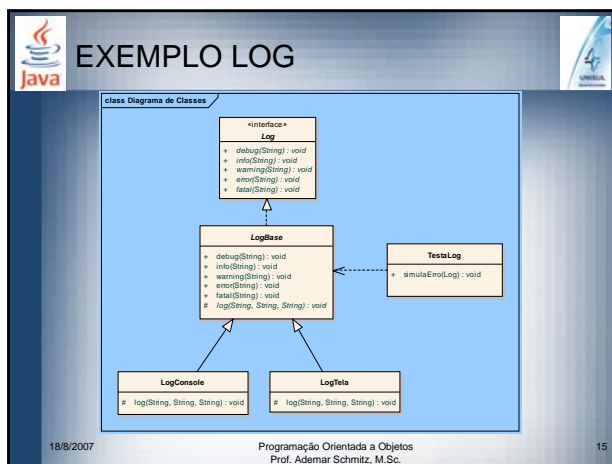 Java
EXEMPLO LOG
UNISUL
class Diagrama de Classes
«interface»
Log
+ debug(String) : void
+ info(String) : void
+ warning(String) : void
+ error(String) : void
+ fatal(String) : void
LogBase
+ debug(String) : void
+ info(String) : void
+ warning(String) : void
+ error(String) : void
+ fatal(String) : void
# log(String, String, String) : void
TestaLog
+ simulaErro(Log) : void
LogConsole
# log(String, String, String) : void
LogTela
# log(String, String, String) : void
18/8/2007
Programação Orientada a Objetos
Prof. Ademar Schmitz, M.Sc.
15